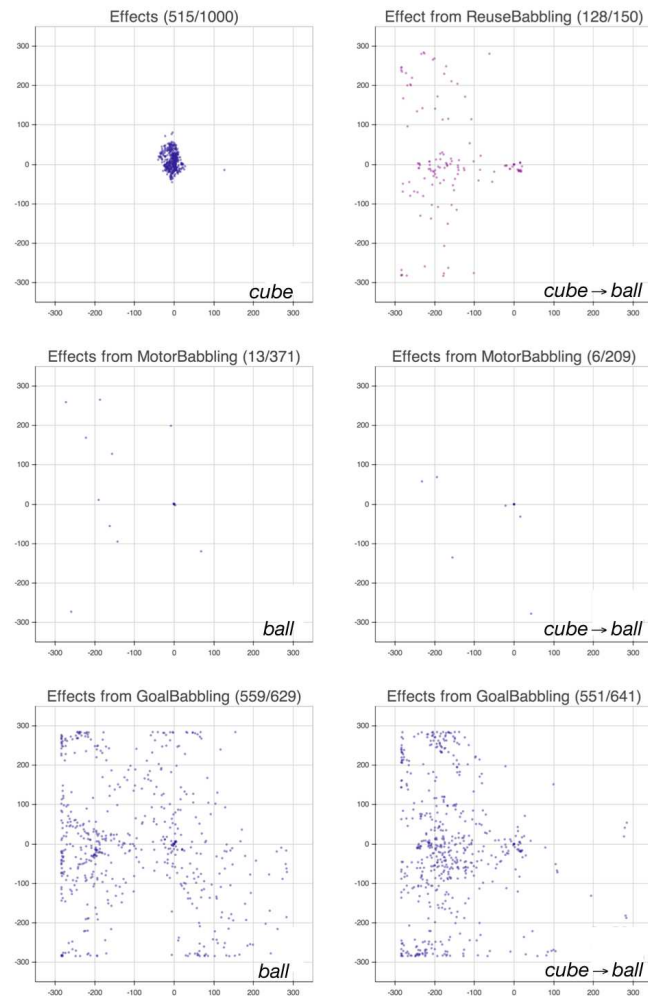 Effects (515/1000)
300
200
100
0
-100
-200
-300
-300 -200 -100 0 100 200 300
cube
Effect from ReuseBabbling (128/150)
300
200
100
0
-100
-200
-300
-300 -200 -100 0 100 200 300
cube → ball
Effects from MotorBabbling (13/371)
300
200
100
0
-100
-200
-300
-300 -200 -100 0 100 200 300
ball
Effects from MotorBabbling (6/209)
300
200
100
0
-100
-200
-300
-300 -200 -100 0 100 200 300
cube → ball
Effects from GoalBabbling (559/629)
300
200
100
0
-100
-200
-300
-300 -200 -100 0 100 200 300
ball
Effects from GoalBabbling (551/641)
300
200
100
0
-100
-200
-300
-300 -200 -100 0 100 200 300
cube → ball